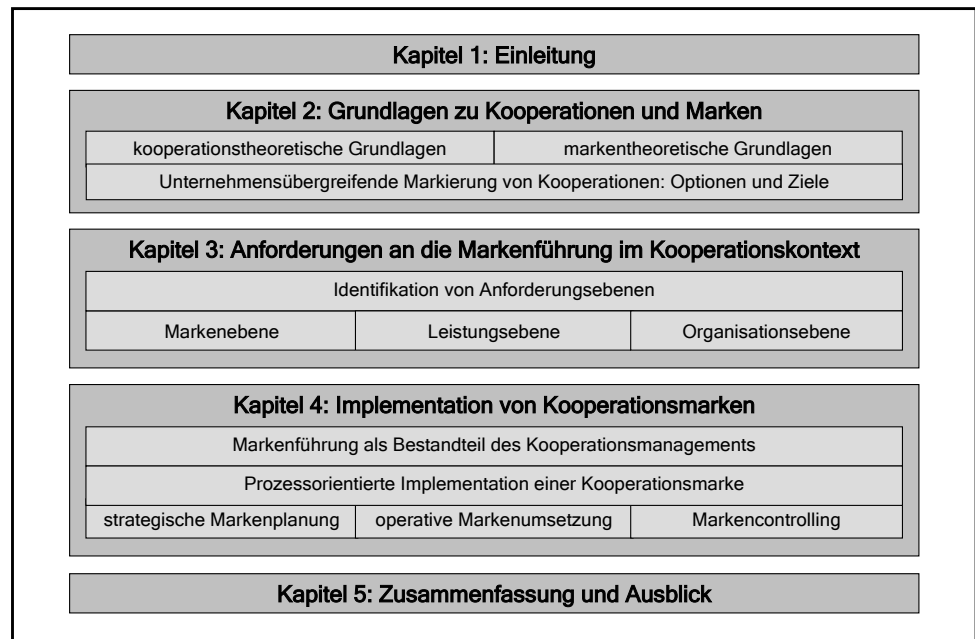 Kapitel 1: Einleitung
Kapitel 2: Grundlagen zu Kooperationen und Marken
kooperationstheoretische Grundlagen
markentheoretische Grundlagen
Unternehmensübergreifende Markierung von Kooperationen: Optionen und Ziele
Kapitel 3: Anforderungen an die Markenführung im Kooperationskontext
Identifikation von Anforderungsebenen
Markenebene
Leistungsebene
Organisationsebene
Kapitel 4: Implementation von Kooperationsmarken
Markenführung als Bestandteil des Kooperationsmanagements
Prozessorientierte Implementation einer Kooperationsmarke
strategische Markenplanung
operative Markenumsetzung
Markencontrolling
Kapitel 5: Zusammenfassung und Ausblick